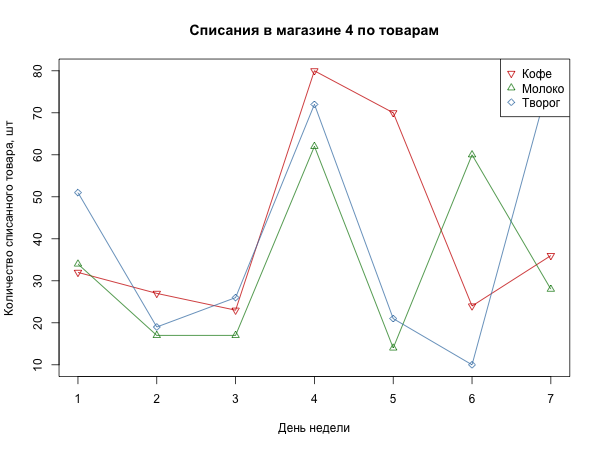 Списания в магазине 4 по товарам
Количество списанного товара, шт
80
70
60
50
40
30
20
10
Кофе
Молоко
Творог
1 2 3 4 5 6 7
День недели